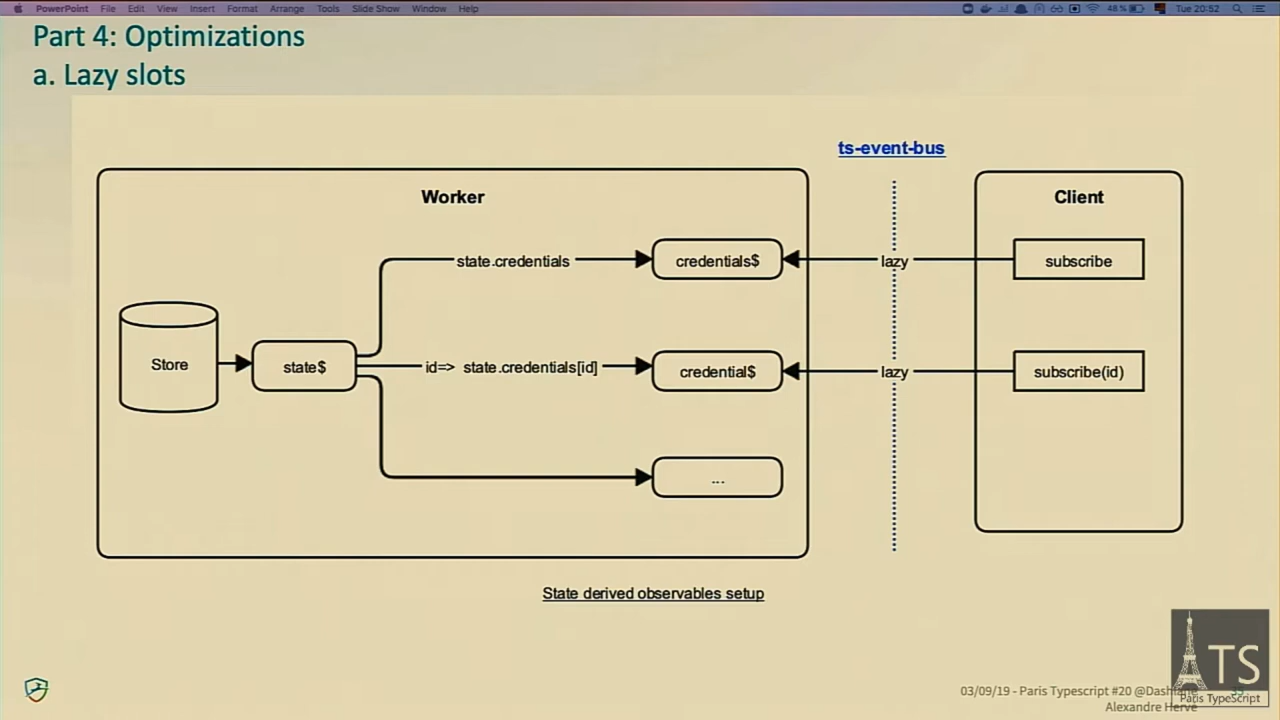 PowerPoint File Edit View Insert Format Arrange Tools Slide Show Window Help 48 % Tue 20:52
Part 4: Optimizations
a. Lazy slots
ts-event-bus
Worker
Client
state.credentials
credentials$
lazy
subscribe
Store
state$
id=> state.credentials[id]
credential$
lazy
subscribe(id)
...
State derived observables setup
TS
Paris TypeScript
03/09/19 - Paris Typescript #20 @Dashlane
Alexandre Hervé